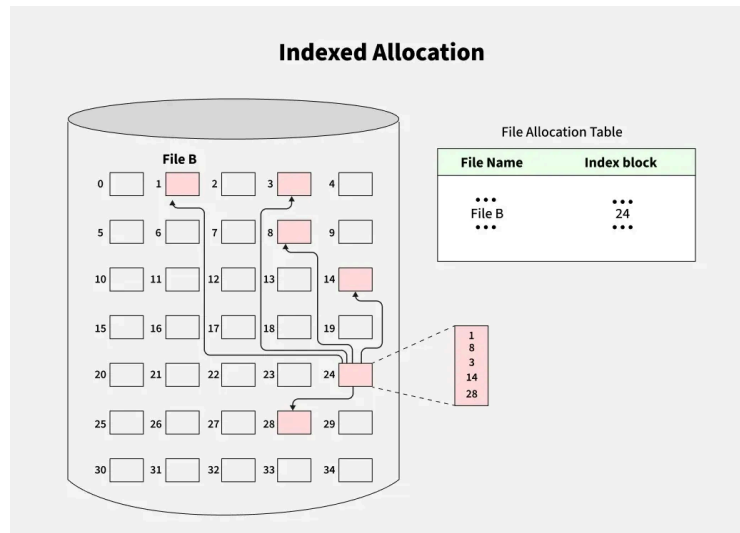 Indexed Allocation
File Allocation Table
File Name Index block
... ...
File B 24
... ...
File B
0 1 2 3 4
5 6 7 8 9
10 11 12 13 14
15 16 17 18 19
20 21 22 23 24
25 26 27 28 29
30 31 32 33 34
1
8
3
14
28